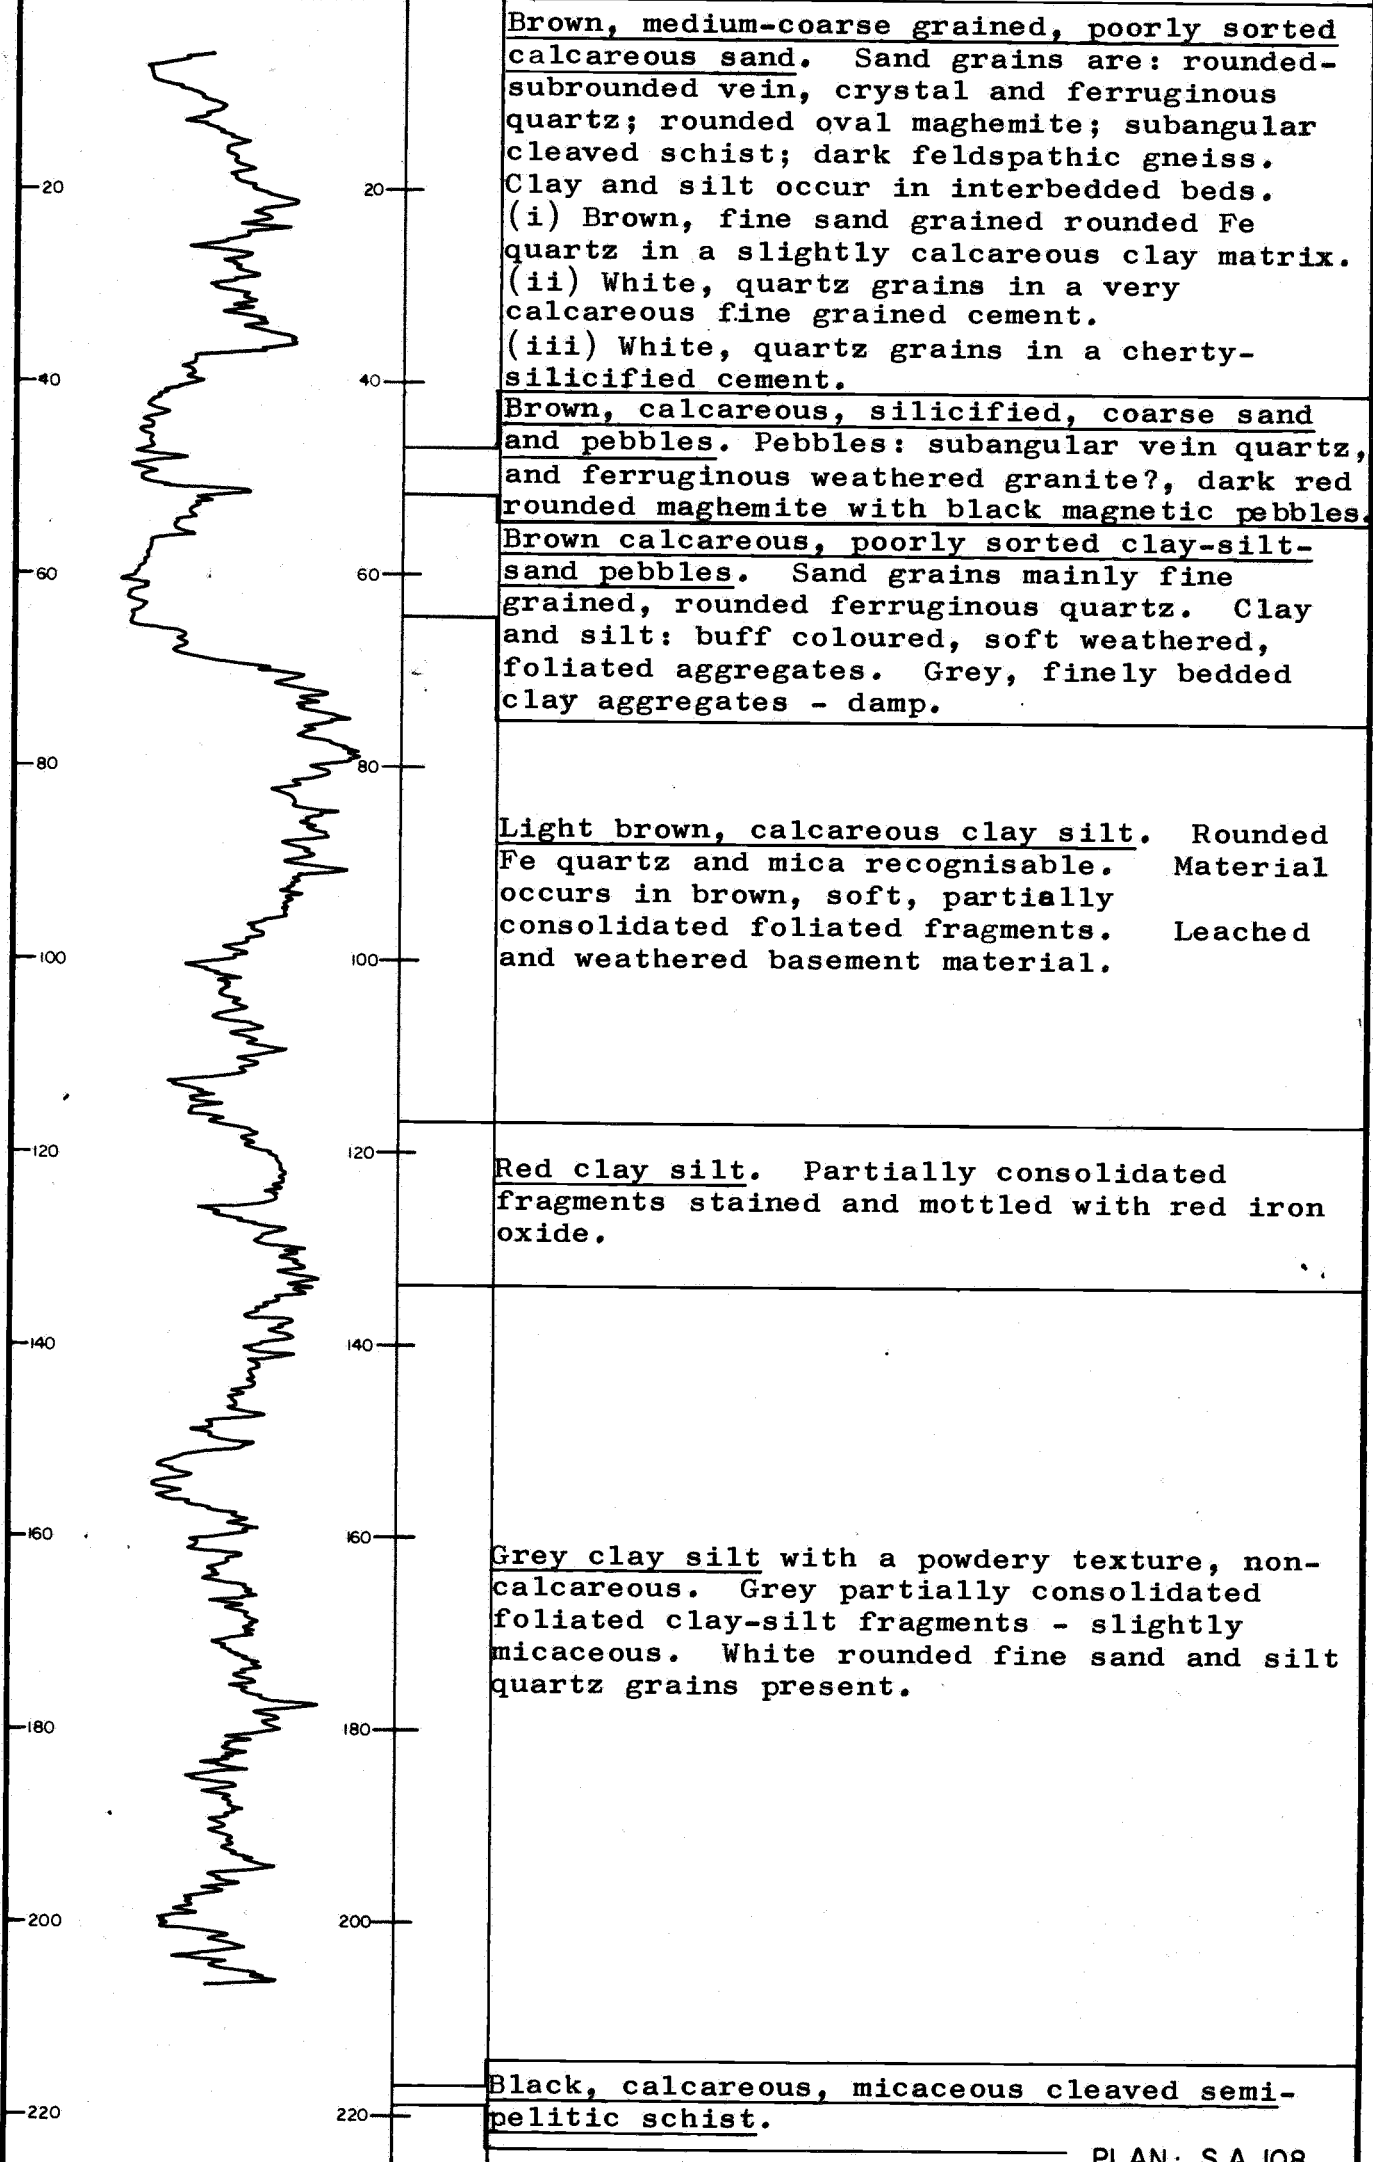 Brown, medium-coarse grained, poorly sorted
calcareous sand. Sand grains are: rounded-
subrounded vein, crystal and ferruginous
quartz; rounded oval maghemite; subangular
cleaved schist; dark feldspathic gneiss.
Clay and silt occur in interbedded beds.
(i) Brown, fine sand grained rounded Fe
quartz in a slightly calcareous clay matrix.
(ii) White, quartz grains in a very
calcareous fine grained cement.
(iii) White, quartz grains in a cherty-
silicified cement.
Brown, calcareous, silicified, coarse sand
and pebbles. Pebbles: subangular vein quartz,
and ferruginous weathered granite?, dark red
rounded maghemite with black magnetic pebbles.
Brown calcareous, poorly sorted clay-silt-
sand pebbles. Sand grains mainly fine
grained, rounded ferruginous quartz. Clay
and silt: buff coloured, soft weathered,
foliated aggregates. Grey, finely bedded
clay aggregates - damp.
Light brown, calcareous clay silt. Rounded
Fe quartz and mica recognisable. Material
occurs in brown, soft, partially
consolidated foliated fragments. Leached
and weathered basement material.
Red clay silt. Partially consolidated
fragments stained and mottled with red iron
oxide.
Grey clay silt with a powdery texture, non-
calcareous. Grey partially consolidated
foliated clay-silt fragments - slightly
micaceous. White rounded fine sand and silt
quartz grains present.
Black, calcareous, micaceous cleaved semi-
pelitic schist.
PLAN: S.A. 108
20 20
40 40
60 60
80 80
100 100
120 120
140 140
160 160
180 180
200 200
220 220